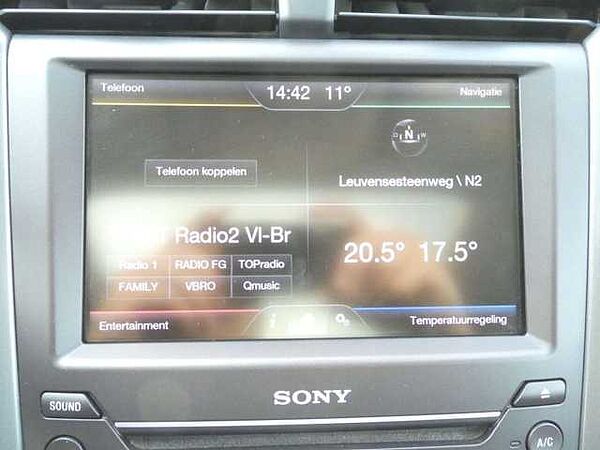 Telefoon 14:42 11° Navigatie
D N W
Telefoon koppelen
Leuvensesteenweg \ N2
Radio2 Vl-Br
20.5° 17.5°
Radio 1 RADIO FG TOPradio
FAMILY VBRO Qmusic
Entertainment Temperatuurregeling
SONY
SOUND
A/C